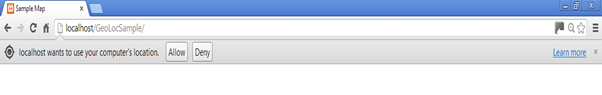 Sample Map
localhost/GeoLocSample/
localhost wants to use your computer's location. Allow Deny Learn more